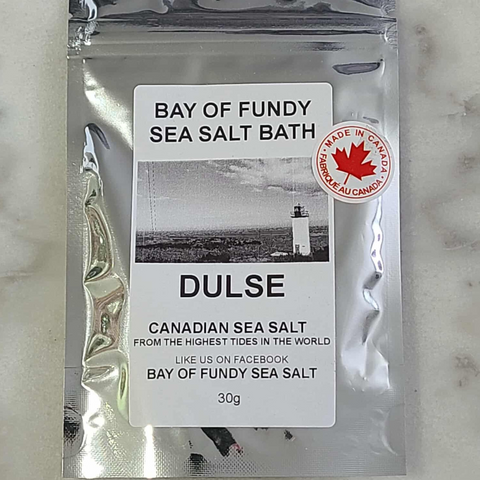 BAY OF FUNDY
SEA SALT BATH
MADE IN CANADA
FABRIQUÉ AU CANADA
DULSE
CANADIAN SEA SALT
FROM THE HIGHEST TIDES IN THE WORLD
LIKE US ON FACEBOOK
BAY OF FUNDY SEA SALT
30g